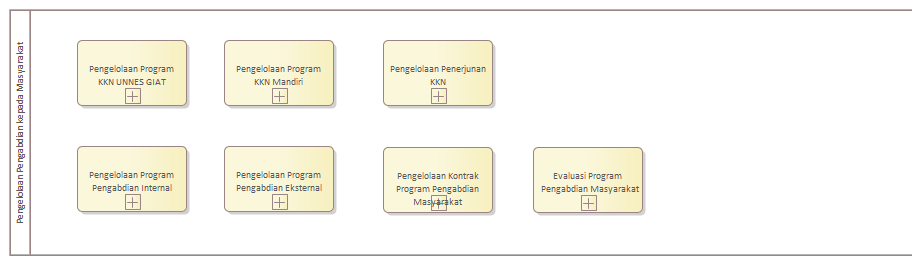 Pengelolaan Pengabdian kepada Masyarakat
Pengelolaan Program
KKN UNNES GIAT
Pengelolaan Program
KKN Mandiri
Pengelolaan Penerjunan
KKN
Pengelolaan Program
Pengabdian Internal
Pengelolaan Program
Pengabdian Eksternal
Pengelolaan Kontrak
Program Pengabdian
Masyarakat
Evaluasi Program
Pengabdian Masyarakat